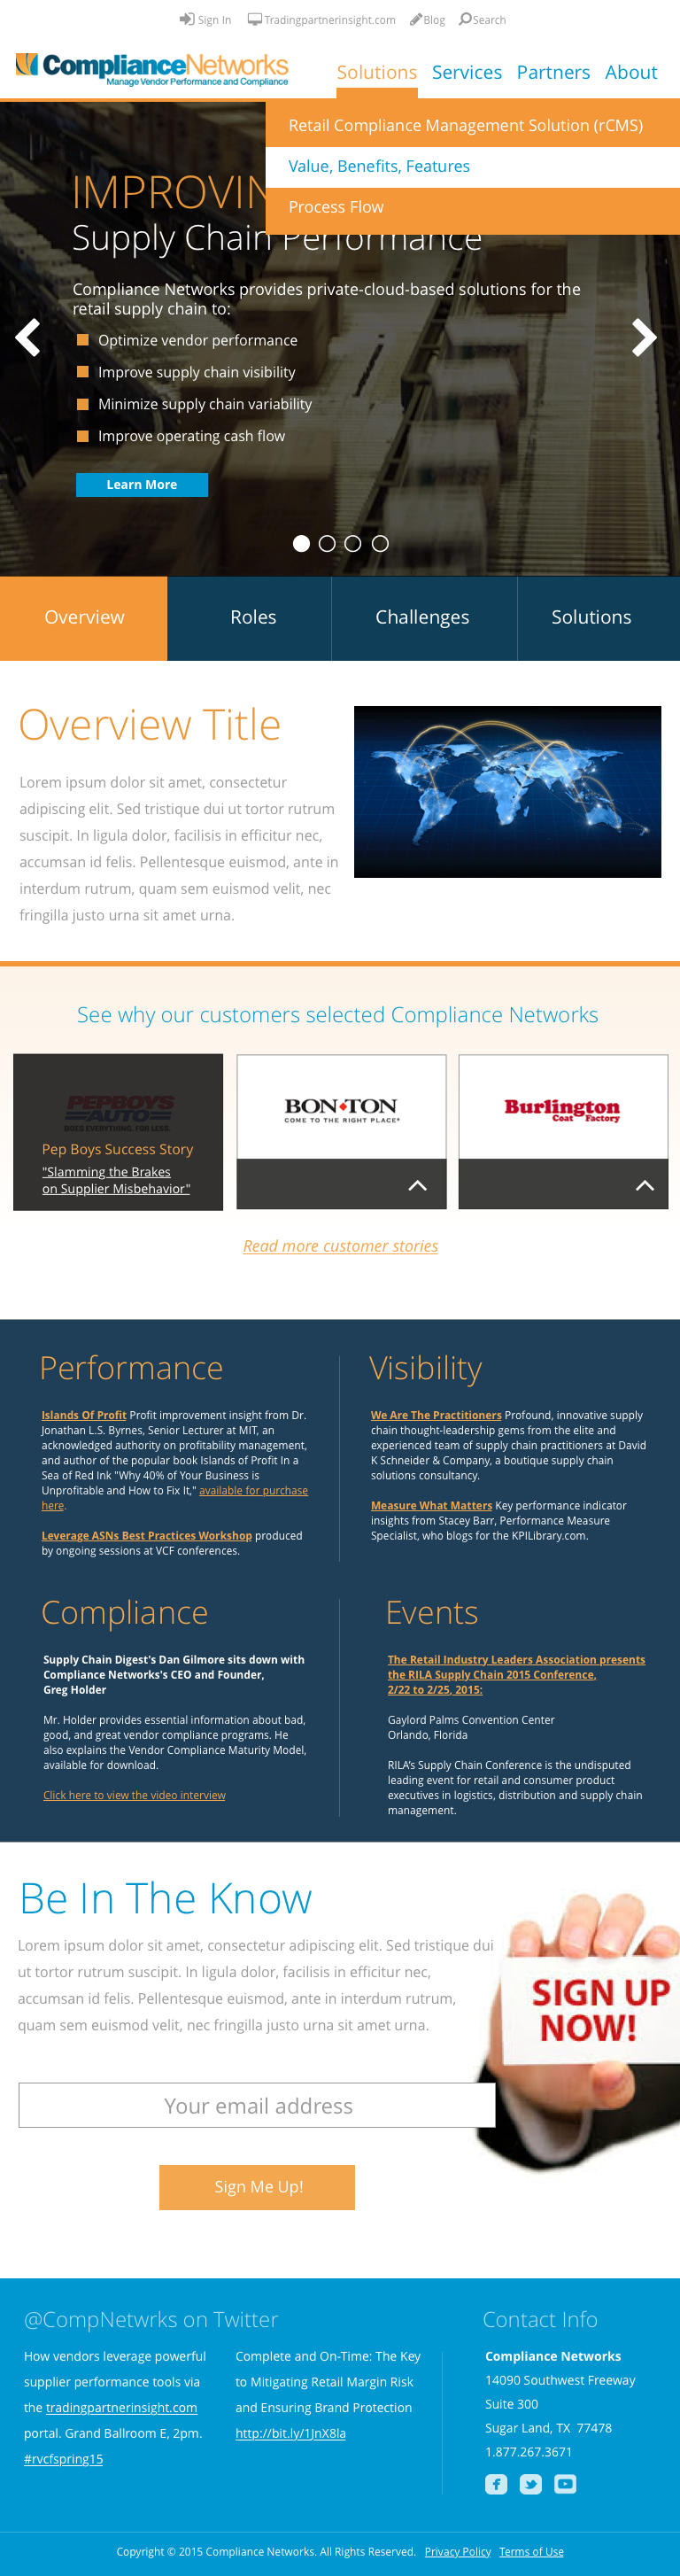 Sign In
Tradingpartnerinsight.com
Blog
Search
ComplianceNetworks
Manage Vendor Performance and Compliance
Solutions
Services
Partners
About
Retail Compliance Management Solution (rCMS)
Value, Benefits, Features
Process Flow
IMPROVIN
Supply Chain Performance
Compliance Networks provides private-cloud-based solutions for the
retail supply chain to:
Optimize vendor performance
Improve supply chain visibility
Minimize supply chain variability
Improve operating cash flow
Learn More
Overview
Roles
Challenges
Solutions
Overview Title
Lorem ipsum dolor sit amet, consectetur
adipiscing elit. Sed tristique dui ut tortor rutrum
suscipit. In ligula dolor, facilisis in efficitur nec,
accumsan id felis. Pellentesque euismod, ante in
interdum rutrum, quam sem euismod velit, nec
fringilla justo urna sit amet urna.
See why our customers selected Compliance Networks
PEPBOYS
AUTO
DOES EVERYTHING. FOR LESS.
Pep Boys Success Story
"Slamming the Brakes
on Supplier Misbehavior"
BON•TON
COME TO THE RIGHT PLACE®
Burlington
Coat Factory
Read more customer stories
Performance
Islands Of Profit Profit improvement insight from Dr.
Jonathan L.S. Byrnes, Senior Lecturer at MIT, an
acknowledged authority on profitability management,
and author of the popular book Islands of Profit In a
Sea of Red Ink "Why 40% of Your Business is
Unprofitable and How to Fix It," available for purchase
here.
Leverage ASNs Best Practices Workshop produced
by ongoing sessions at VCF conferences.
Visibility
We Are The Practitioners Profound, innovative supply
chain thought-leadership gems from the elite and
experienced team of supply chain practitioners at David
K Schneider & Company, a boutique supply chain
solutions consultancy.
Measure What Matters Key performance indicator
insights from Stacey Barr, Performance Measure
Specialist, who blogs for the KPILibrary.com.
Compliance
Supply Chain Digest's Dan Gilmore sits down with
Compliance Networks's CEO and Founder,
Greg Holder
Mr. Holder provides essential information about bad,
good, and great vendor compliance programs. He
also explains the Vendor Compliance Maturity Model,
available for download.
Click here to view the video interview
Events
The Retail Industry Leaders Association presents
the RILA Supply Chain 2015 Conference,
2/22 to 2/25, 2015:
Gaylord Palms Convention Center
Orlando, Florida
RILA's Supply Chain Conference is the undisputed
leading event for retail and consumer product
executives in logistics, distribution and supply chain
management.
Be In The Know
Lorem ipsum dolor sit amet, consectetur adipiscing elit. Sed tristique dui
ut tortor rutrum suscipit. In ligula dolor, facilisis in efficitur nec,
accumsan id felis. Pellentesque euismod, ante in interdum rutrum,
quam sem euismod velit, nec fringilla justo urna sit amet urna.
SIGN UP
NOW!
Your email address
Sign Me Up!
@CompNetwrks on Twitter
How vendors leverage powerful
supplier performance tools via
the tradingpartnerinsight.com
portal. Grand Ballroom E, 2pm.
#rvcfspring15
Complete and On-Time: The Key
to Mitigating Retail Margin Risk
and Ensuring Brand Protection
http://bit.ly/1JnX8la
Contact Info
Compliance Networks
14090 Southwest Freeway
Suite 300
Sugar Land, TX 77478
1.877.267.3671
Copyright © 2015 Compliance Networks. All Rights Reserved. Privacy Policy Terms of Use